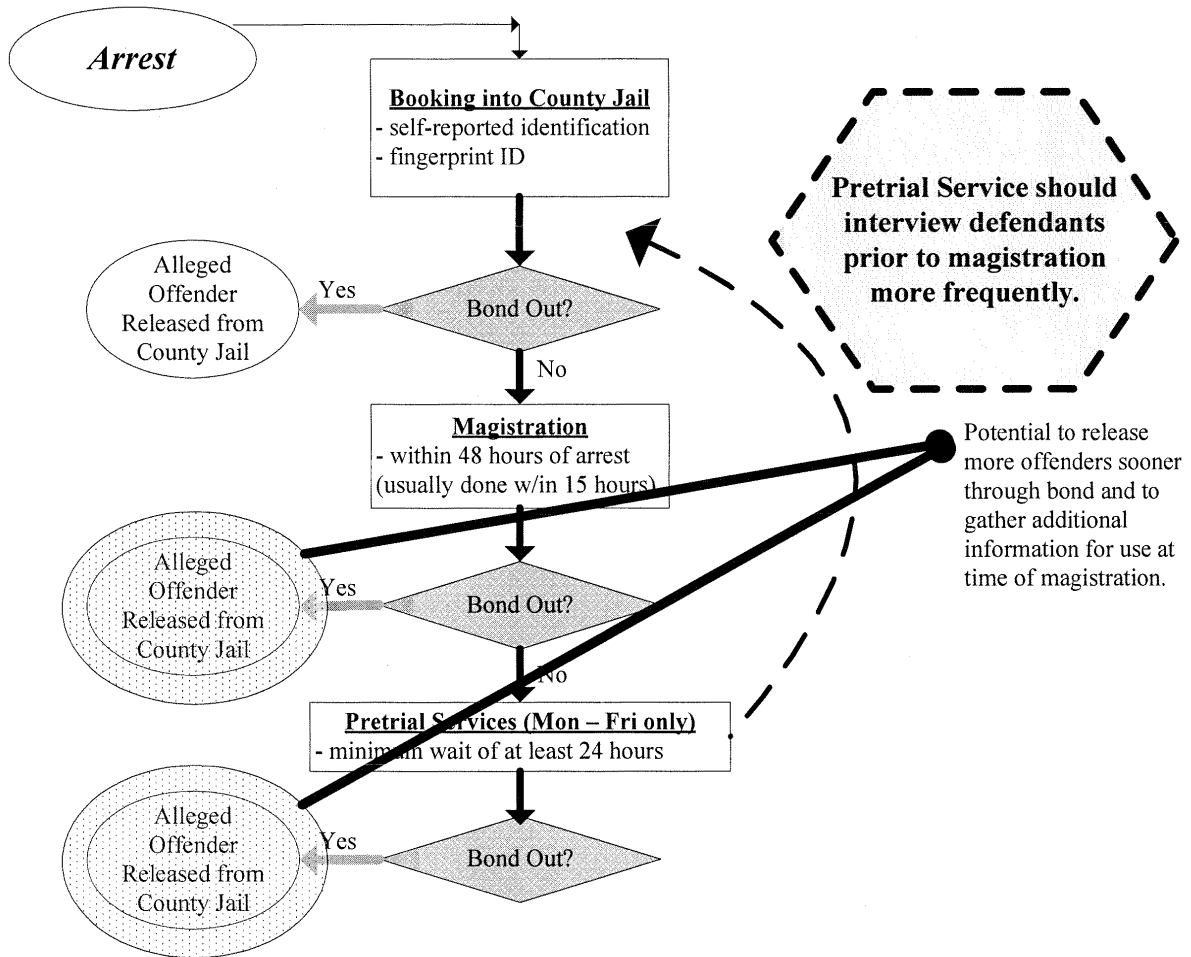 Arrest
Booking into County Jail
- self-reported identification
- fingerprint ID
Pretrial Service should
interview defendants
prior to magistration
more frequently.
Alleged
Offender
Released from
County Jail
Yes
Bond Out?
No
Magistration
- within 48 hours of arrest
(usually done w/in 15 hours)
Potential to release
more offenders sooner
through bond and to
gather additional
information for use at
time of magistration.
Alleged
Offender
Released from
County Jail
Yes
Bond Out?
No
Pretrial Services (Mon – Fri only)
- minimum wait of at least 24 hours
Alleged
Offender
Released from
County Jail
Yes
Bond Out?